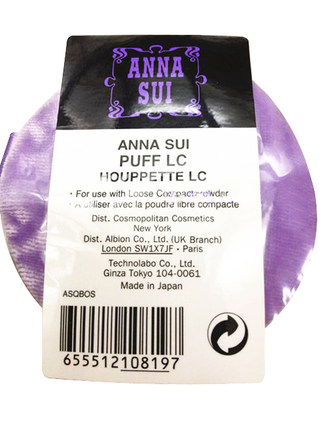 ANNA
SUI
ANNA SUI
PUFF LC
HOUPPETTE LC
• For use with Loose Compact powder
• A utiliser avec la poudre libre compacte
Dist. Cosmopolitan Cosmetics
New York
Dist. Albion Co., Ltd. (UK Branch)
London SW1X7JF • Paris
Technolabo Co., Ltd.
Ginza Tokyo 104-0061
Made in Japan
ASQBOS
655512108197